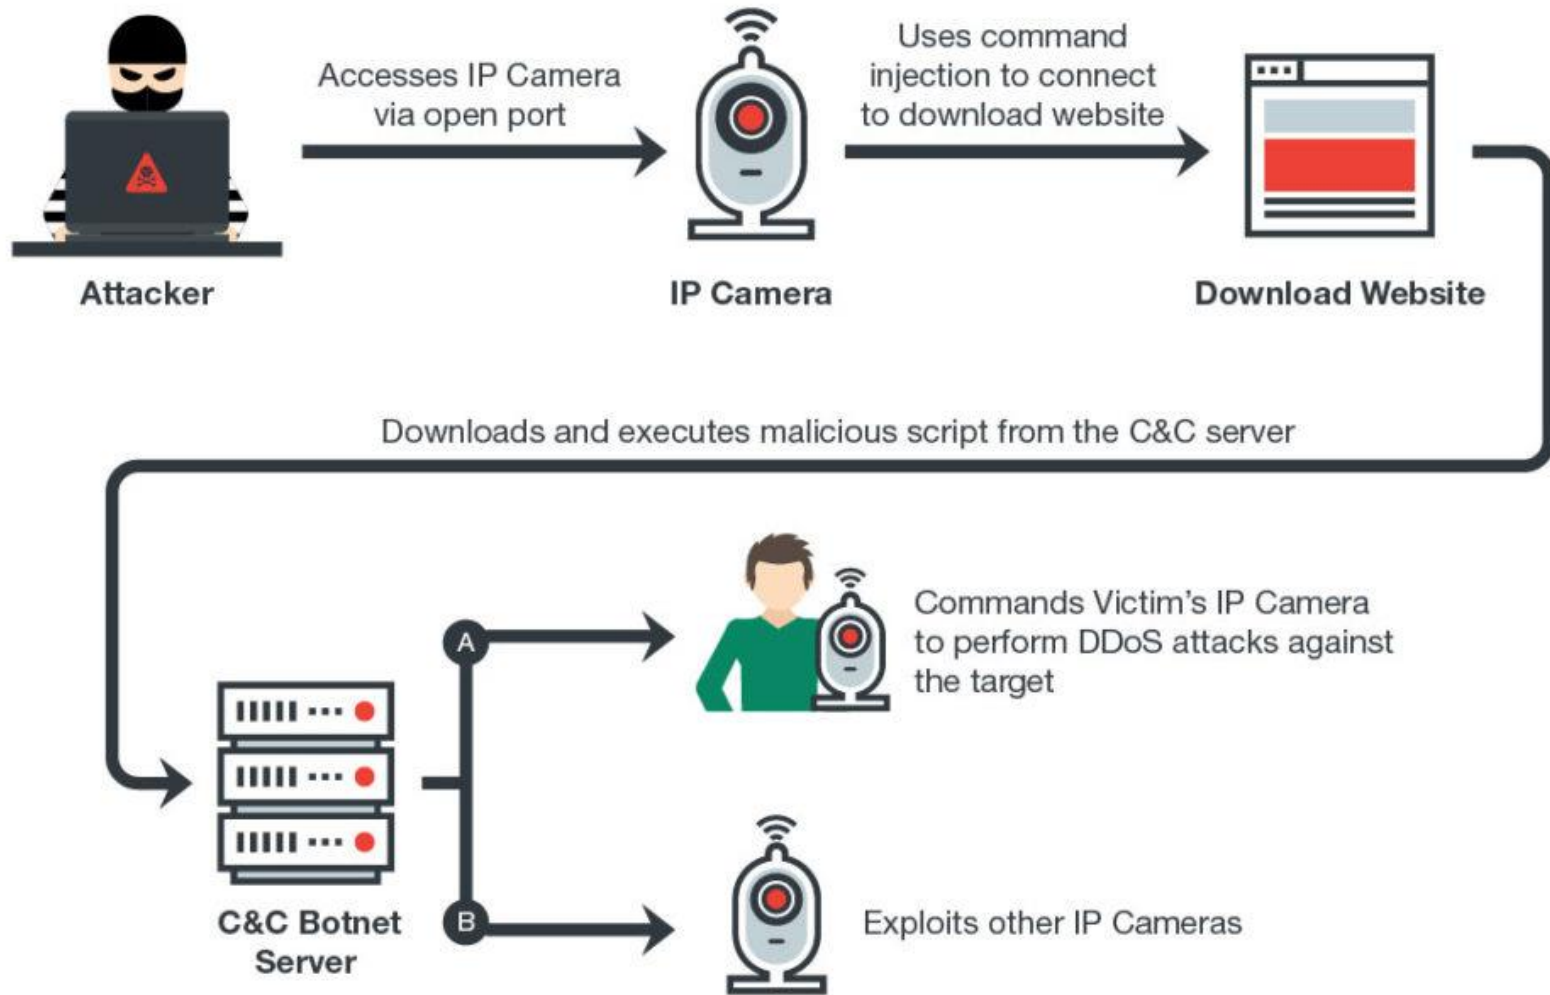 Accesses IP Camera
via open port
Uses command
injection to connect
to download website
Attacker
IP Camera
Download Website
Downloads and executes malicious script from the C&C server
A
Commands Victim's IP Camera
to perform DDoS attacks against
the target
C&C Botnet
Server
B
Exploits other IP Cameras